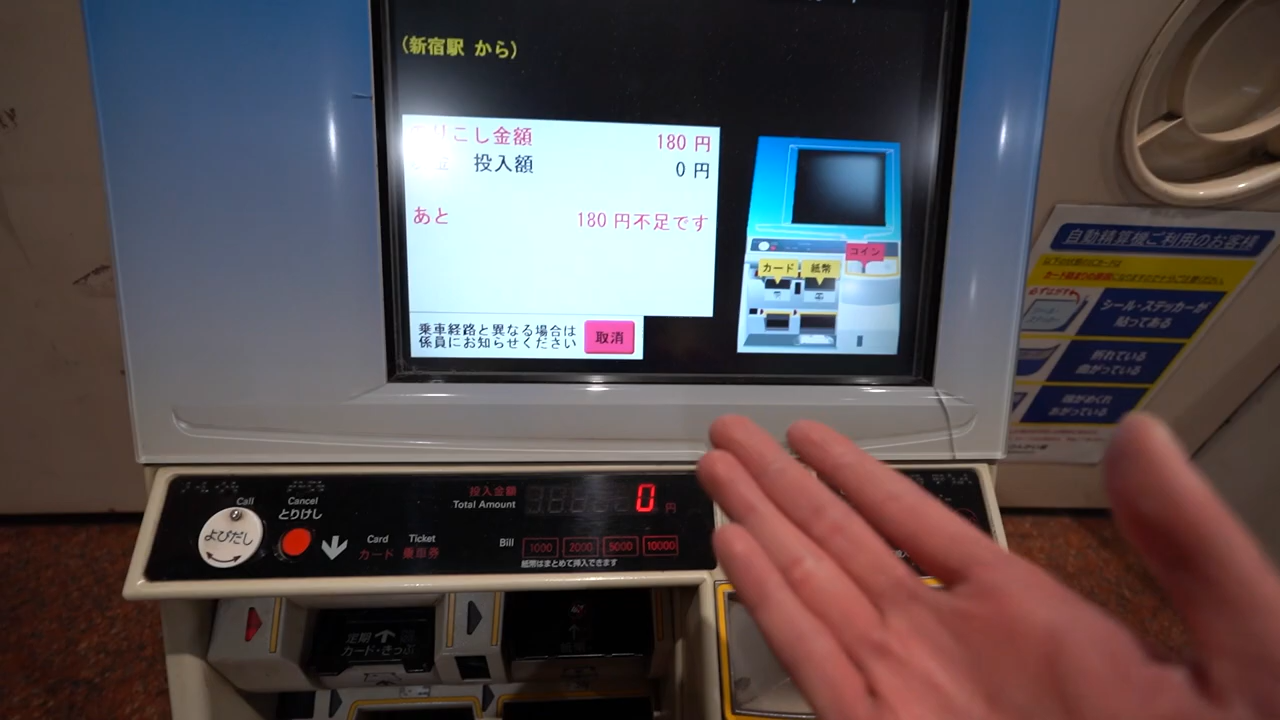 (新宿駅 から)
こし金額 180 円
投入額 0 円
あと 180 円不足です
乗車経路と異なる場合は
係員にお知らせください
取消
コイン
カード 紙幣
自動精算機ご利用のお客様
シール・ステッカーが
貼ってある
折れている
曲がっている
Call
よびだし
Cancel
とりけし
Card
カード
Ticket
乗車券
投入金額
Total Amount
0 円
Bill 1000 2000 5000 10000
紙幣はまとめて挿入できます
定期
カード・きっぷ